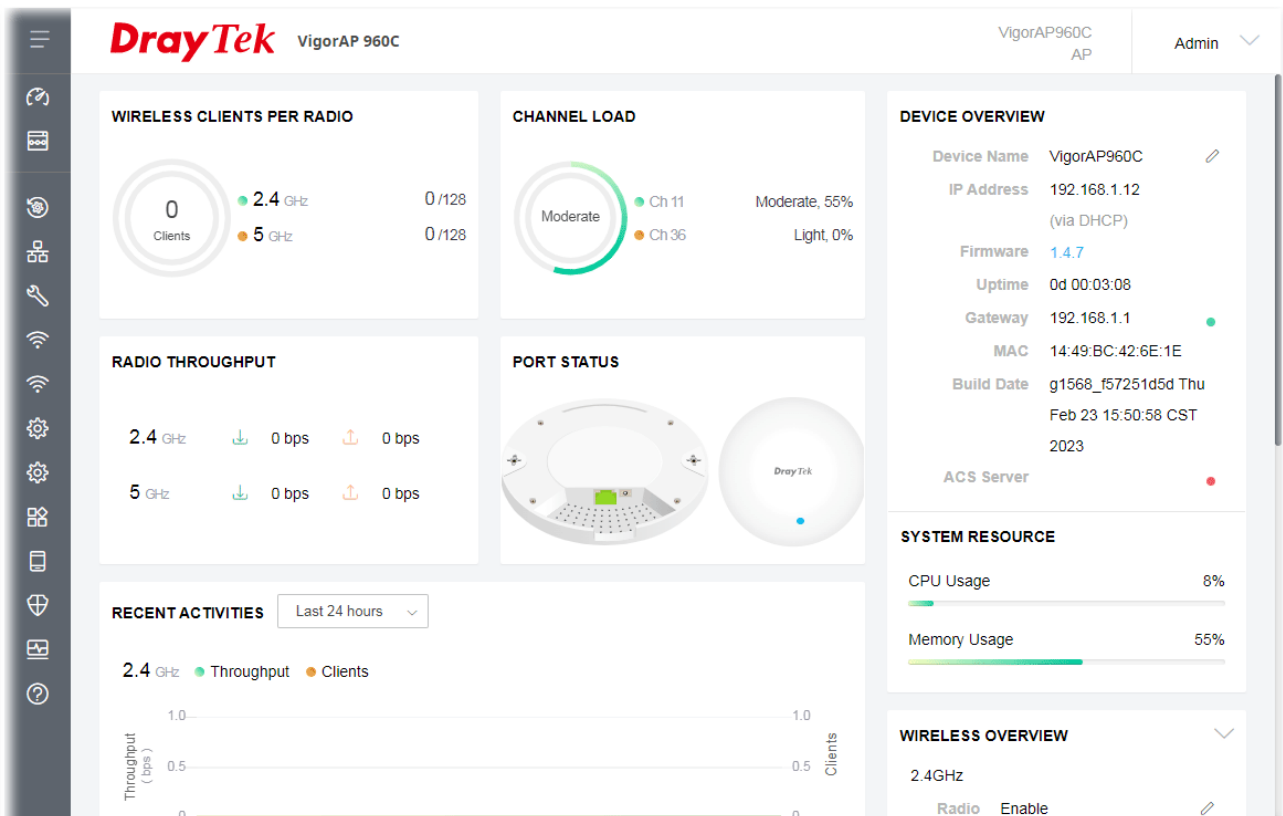 DrayTek VigorAP 960C
VigorAP960C
AP
Admin
WIRELESS CLIENTS PER RADIO
0
Clients
2.4 GHz 0 /128
5 GHz 0 /128
CHANNEL LOAD
Moderate
Ch 11 Moderate, 55%
Ch 36 Light, 0%
RADIO THROUGHPUT
2.4 GHz 0 bps 0 bps
5 GHz 0 bps 0 bps
PORT STATUS
DrayTek
RECENT ACTIVITIES Last 24 hours
2.4 GHz Throughput Clients
1.0 1.0
0.5 0.5
0 0
Throughput
( bps )
Clients
DEVICE OVERVIEW
Device Name VigorAP960C
IP Address 192.168.1.12
(via DHCP)
Firmware 1.4.7
Uptime 0d 00:03:08
Gateway 192.168.1.1
MAC 14:49:BC:42:6E:1E
Build Date g1568_f57251d5d Thu
Feb 23 15:50:58 CST
2023
ACS Server
SYSTEM RESOURCE
CPU Usage 8%
Memory Usage 55%
WIRELESS OVERVIEW
2.4GHz
Radio Enable